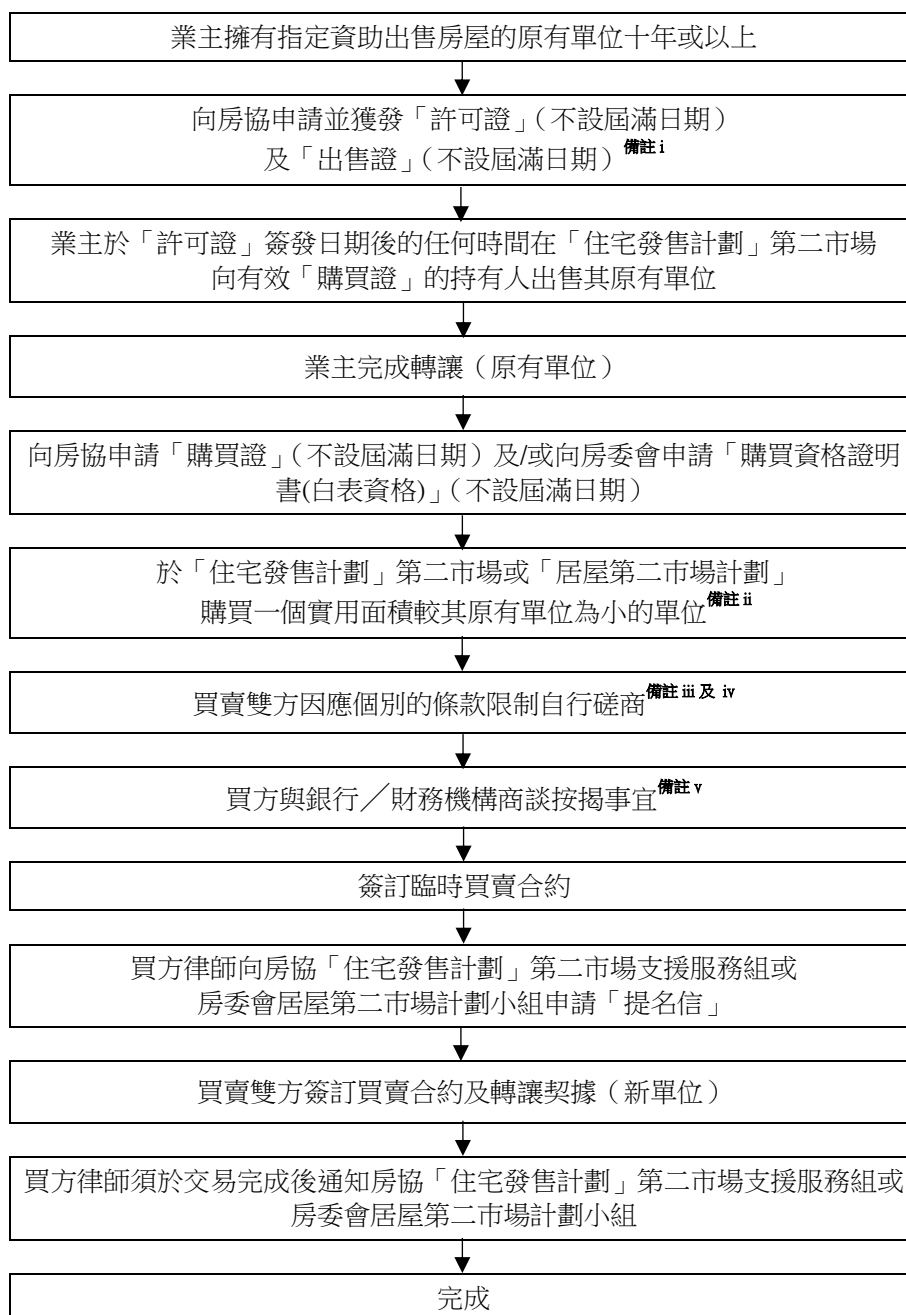 業主擁有指定資助出售房屋的原有單位十年或以上
向房協申請並獲發「許可證」（不設屆滿日期）
及「出售證」（不設屆滿日期）備註 i
業主於「許可證」簽發日期後的任何時間在「住宅發售計劃」第二市場
向有效「購買證」的持有人出售其原有單位
業主完成轉讓（原有單位）
向房協申請「購買證」（不設屆滿日期）及/或向房委會申請「購買資格證明
書(白表資格)」（不設屆滿日期）
於「住宅發售計劃」第二市場或「居屋第二市場計劃」
購買一個實用面積較其原有單位為小的單位備註 ii
買賣雙方因應個別的條款限制自行磋商備註 iii 及 iv
買方與銀行／財務機構商談按揭事宜備註 v
簽訂臨時買賣合約
買方律師向房協「住宅發售計劃」第二市場支援服務組或
房委會居屋第二市場計劃小組申請「提名信」
買賣雙方簽訂買賣合約及轉讓契據（新單位）
買方律師須於交易完成後通知房協「住宅發售計劃」第二市場支援服務組或
房委會居屋第二市場計劃小組
完成